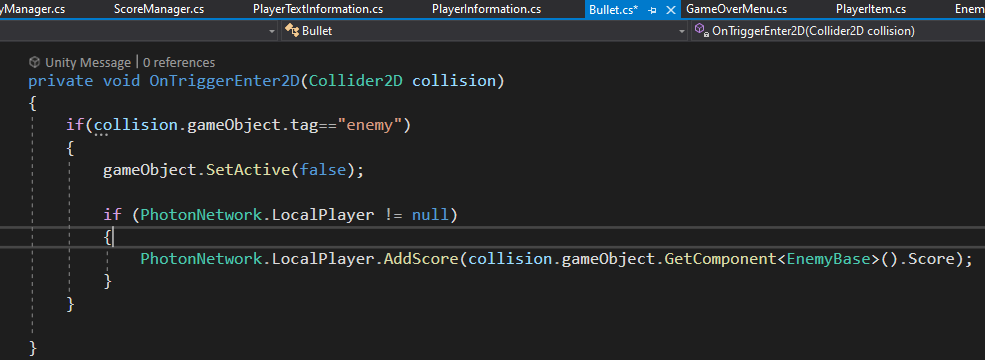 yManager.cs ScoreManager.cs PlayerTextInformation.cs PlayerInformation.cs Bullet.cs* GameOverMenu.cs PlayerItem.cs Enem
Bullet OnTriggerEnter2D(Collider2D collision)
Unity Message | 0 references
private void OnTriggerEnter2D(Collider2D collision)
{
if(collision.gameObject.tag=="enemy")
{
gameObject.SetActive(false);
if (PhotonNetwork.LocalPlayer != null)
{
PhotonNetwork.LocalPlayer.AddScore(collision.gameObject.GetComponent<EnemyBase>().Score);
}
}
}